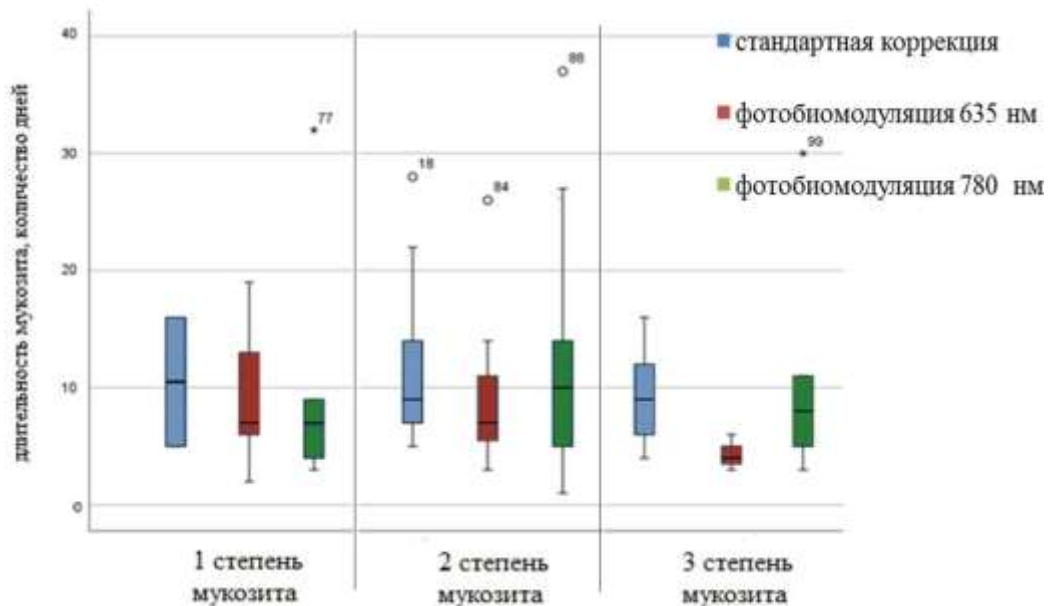 длительность мукозита, количество дней
40
30
20
10
0
77
18
84
88
99
стандартная коррекция
фотобиомодуляция 635 нм
фотобиомодуляция 780 нм
1 степень
мукозита
2 степень
мукозита
3 степень
мукозита